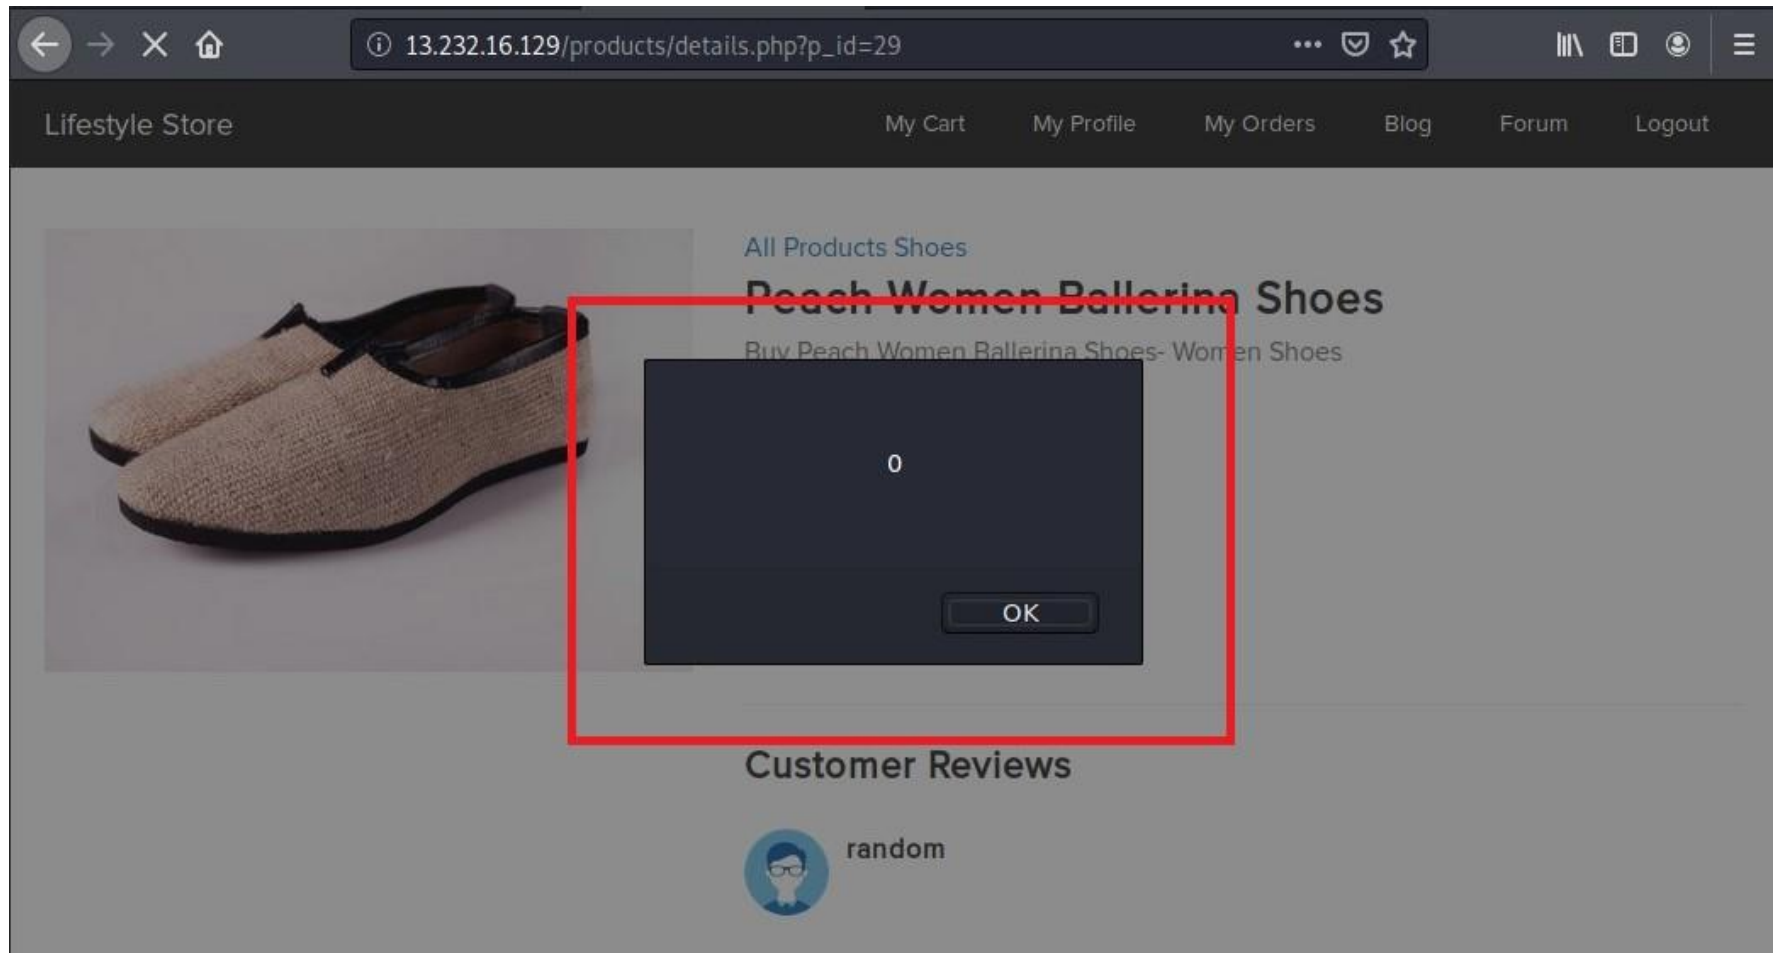 13.232.16.129/products/details.php?p_id=29
Lifestyle Store My Cart My Profile My Orders Blog Forum Logout
All Products Shoes
Peach Women Ballerina Shoes
Buy Peach Women Ballerina Shoes- Women Shoes
0
OK
Customer Reviews
random